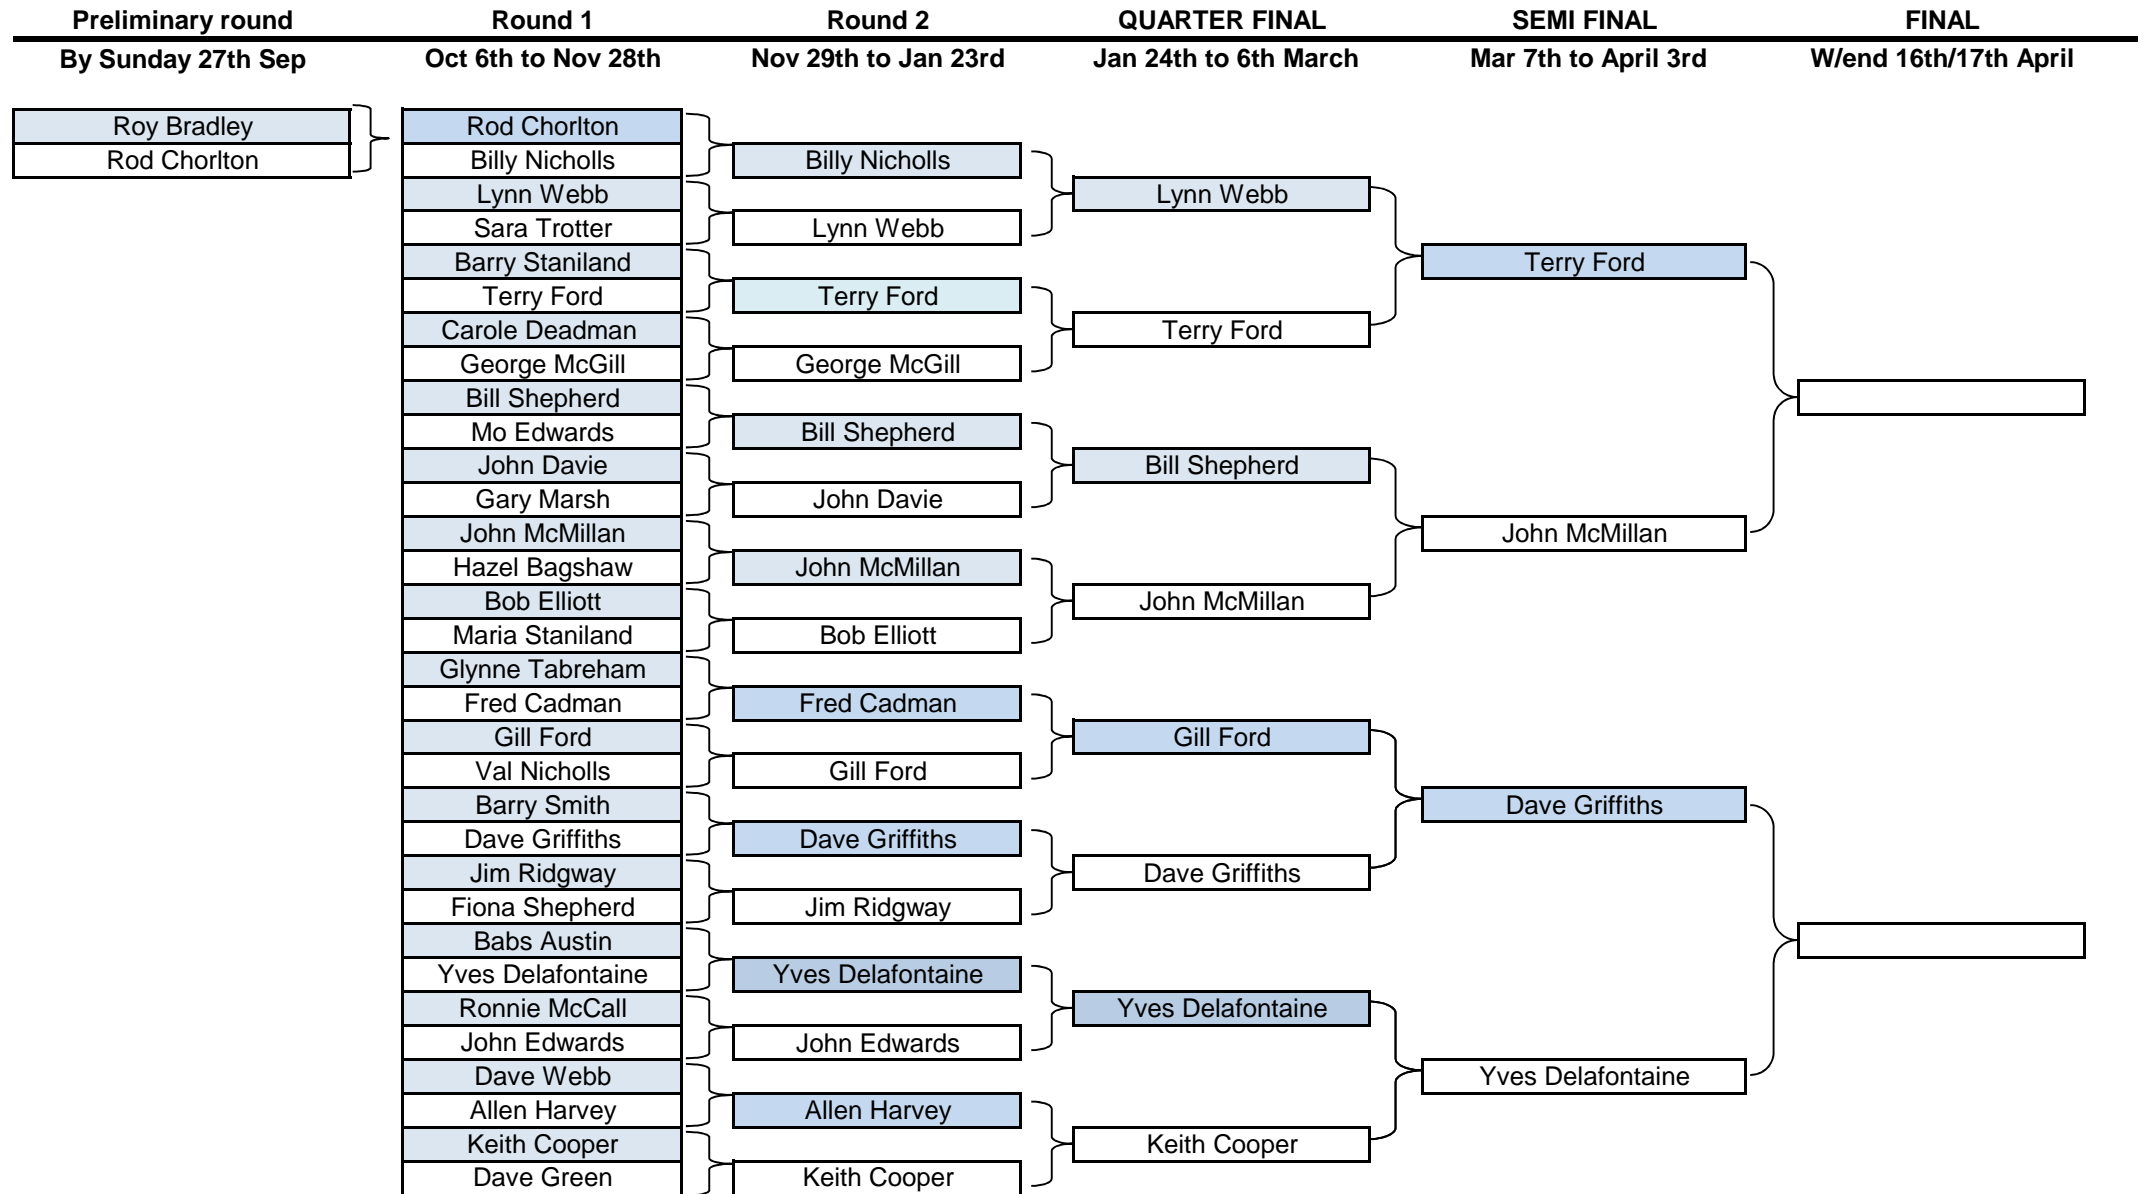 Preliminary round Round 1 Round 2 QUARTER FINAL SEMI FINAL FINAL
By Sunday 27th Sep Oct 6th to Nov 28th Nov 29th to Jan 23rd Jan 24th to 6th March Mar 7th to April 3rd W/end 16th/17th April
Roy Bradley
Rod Chorlton
Rod Chorlton
Billy Nicholls
Lynn Webb
Sara Trotter
Barry Staniland
Terry Ford
Carole Deadman
George McGill
Bill Shepherd
Mo Edwards
John Davie
Gary Marsh
John McMillan
Hazel Bagshaw
Bob Elliott
Maria Staniland
Glynne Tabreham
Fred Cadman
Gill Ford
Val Nicholls
Barry Smith
Dave Griffiths
Jim Ridgway
Fiona Shepherd
Babs Austin
Yves Delafontaine
Ronnie McCall
John Edwards
Dave Webb
Allen Harvey
Keith Cooper
Dave Green
Billy Nicholls
Lynn Webb
Terry Ford
George McGill
Bill Shepherd
John Davie
John McMillan
Bob Elliott
Fred Cadman
Gill Ford
Dave Griffiths
Jim Ridgway
Yves Delafontaine
John Edwards
Allen Harvey
Keith Cooper
Lynn Webb
Terry Ford
Bill Shepherd
John McMillan
Gill Ford
Dave Griffiths
Yves Delafontaine
Keith Cooper
Terry Ford
John McMillan
Dave Griffiths
Yves Delafontaine